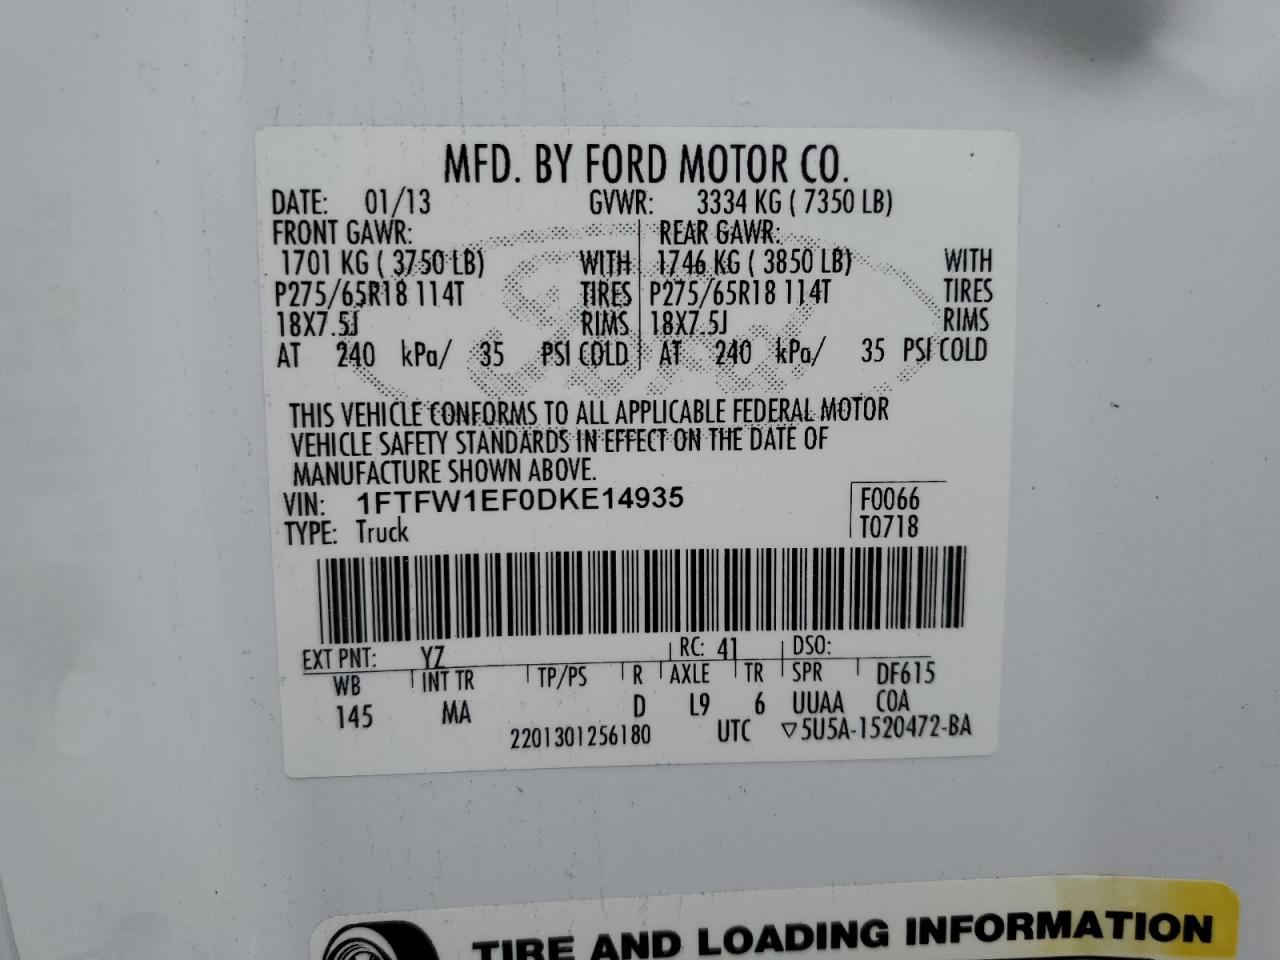 MFD. BY FORD MOTOR CO.
DATE: 01/13 GVWR: 3334 KG ( 7350 LB)
FRONT GAWR: REAR GAWR:
1701 KG ( 3750 LB) WITH 1746 KG ( 3850 LB) WITH
P275/65R18 114T TIRES P275/65R18 114T TIRES
18X7.5J RIMS 18X7.5J RIMS
AT 240 kPa/ 35 PSI COLD AT 240 kPa/ 35 PSI COLD
THIS VEHICLE CONFORMS TO ALL APPLICABLE FEDERAL MOTOR
VEHICLE SAFETY STANDARDS IN EFFECT ON THE DATE OF
MANUFACTURE SHOWN ABOVE.
VIN: 1FTFW1EF0DKE14935 F0066
TYPE: Truck T0718
EXT PNT: YZ RC: 41 DSO:
WB INT TR TP/PS R AXLE TR SPR DF615
145 MA D L9 6 UUAA COA
2201301256180 UTC ▽5U5A-1520472-BA
TIRE AND LOADING INFORMATION